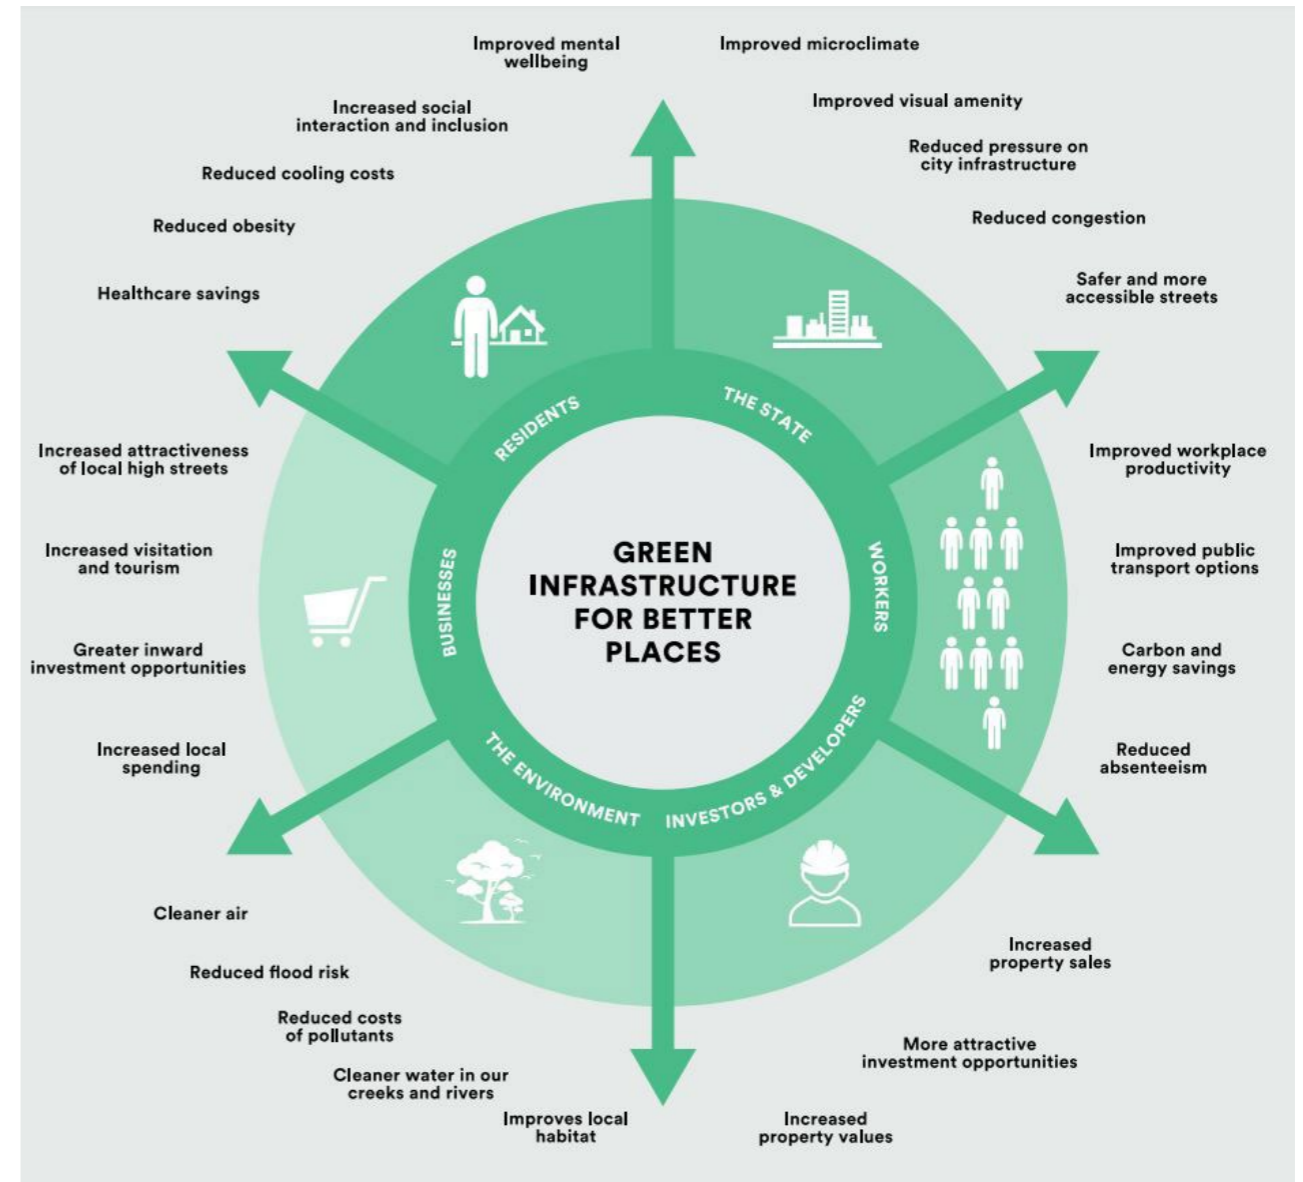 Improved mental
wellbeing
Increased social
interaction and inclusion
Reduced cooling costs
Reduced obesity
Healthcare savings
Improved microclimate
Improved visual amenity
Reduced pressure on
city infrastructure
Reduced congestion
Safer and more
accessible streets
Improved workplace
productivity
Improved public
transport options
Carbon and
energy savings
Reduced
absenteeism
Increased
property sales
More attractive
investment opportunities
Increased
property values
Improves local
habitat
Cleaner water in our
creeks and rivers
Reduced costs
of pollutants
Reduced flood risk
Cleaner air
Increased local
spending
Greater inward
investment opportunities
Increased visitation
and tourism
Increased attractiveness
of local high streets
RESIDENTS
THE STATE
WORKERS
INVESTORS & DEVELOPERS
THE ENVIRONMENT
BUSINESSES
GREEN
INFRASTRUCTURE
FOR BETTER
PLACES